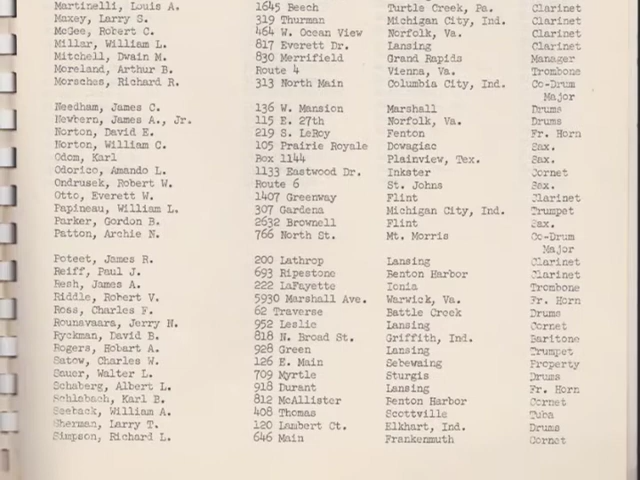 Martinelli, Louis A. 1645 Beech Turtle Creek, Pa. Clarinet
Maxey, Larry S. 319 Thurman Michigan City, Ind. Clarinet
McGee, Robert C. 464 W. Ocean View Norfolk, Va. Clarinet
Millar, William L. 817 Everett Dr. Lansing Clarinet
Mitchell, Dwain M. 830 Merrifield Grand Rapids Manager
Moreland, Arthur B. Route 4 Vienna, Va. Trombone
Morsches, Richard R. 313 North Main Columbia City, Ind. Co-Drum
Major
Needham, James C. 136 W. Mansion Marshall Drums
Newbern, James A., Jr. 115 E. 27th Norfolk, Va. Drums
Norton, David E. 219 S. LeRoy Fenton Fr. Horn
Norton, William C. 105 Prairie Royale Dowagiac Sax.
Odom, Karl Box 1144 Plainview, Tex. Sax.
Odorico, Amando L. 1133 Eastwood Dr. Inkster Cornet
Ondrusek, Robert W. Route 6 St. Johns Sax.
Otto, Everett W. 1407 Greenway Flint Clarinet
Papineau, William L. 307 Gardena Michigan City, Ind. Trumpet
Parker, Gordon B. 2632 Brownell Flint Sax.
Patton, Archie N. 766 North St. Mt. Morris Co-Drum
Major
Poteet, James R. 200 Lathrop Lansing Clarinet
Reiff, Paul J. 693 Ripestone Benton Harbor Clarinet
Resh, James A. 222 LaFayette Ionia Trombone
Riddle, Robert V. 5930 Marshall Ave. Warwick, Va. Fr. Horn
Ross, Charles F. 62 Traverse Battle Creek Drums
Rounavaara, Jerry N. 952 Leslie Lansing Cornet
Ryckman, David B. 818 N. Broad St. Griffith, Ind. Baritone
Rogers, Hobart A. 928 Green Lansing Trumpet
Satow, Charles W. 126 E. Main Sebewaing Property
Sauer, Walter L. 709 Myrtle Sturgis Drums
Schaberg, Albert L. 918 Durant Lansing Fr. Horn
Schlabach, Karl B. 812 McAllister Benton Harbor Cornet
Seeback, William A. 408 Thomas Scottville Tuba
Sherman, Larry T. 120 Lambert Ct. Elkhart, Ind. Drums
Simpson, Richard L. 646 Main Frankenmuth Cornet